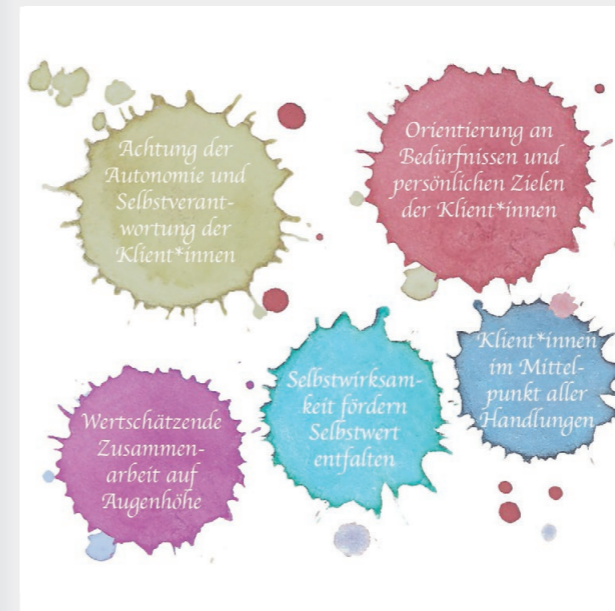 Achtung der
Autonomie und
Selbstverant-
wortung der
Klient*innen
Orientierung an
Bedürfnissen und
persönlichen Zielen
der Klient*innen
Wertschätzende
Zusammen-
arbeit auf
Augenhöhe
Selbstwirksam-
keit fördern
Selbstwert
entfalten
Klient*innen
im Mittel-
punkt aller
Handlungen